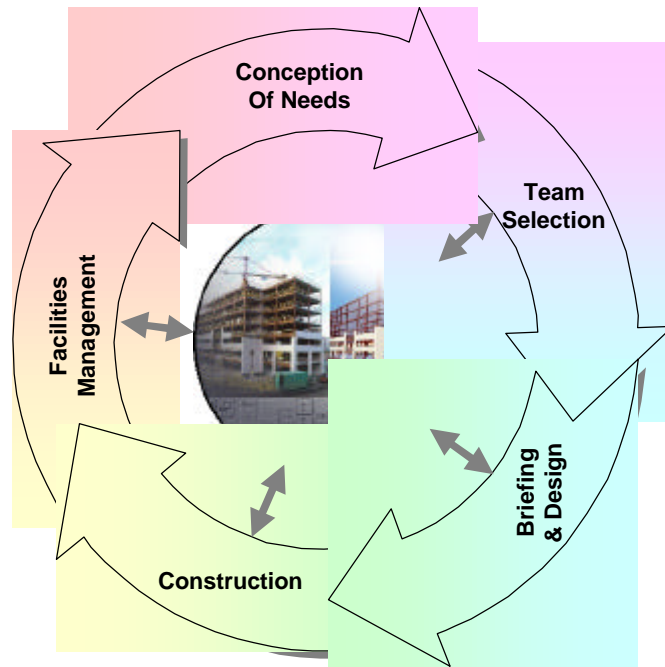 Conception
Of Needs
Team
Selection
Briefing
& Design
Construction
Facilities
Management